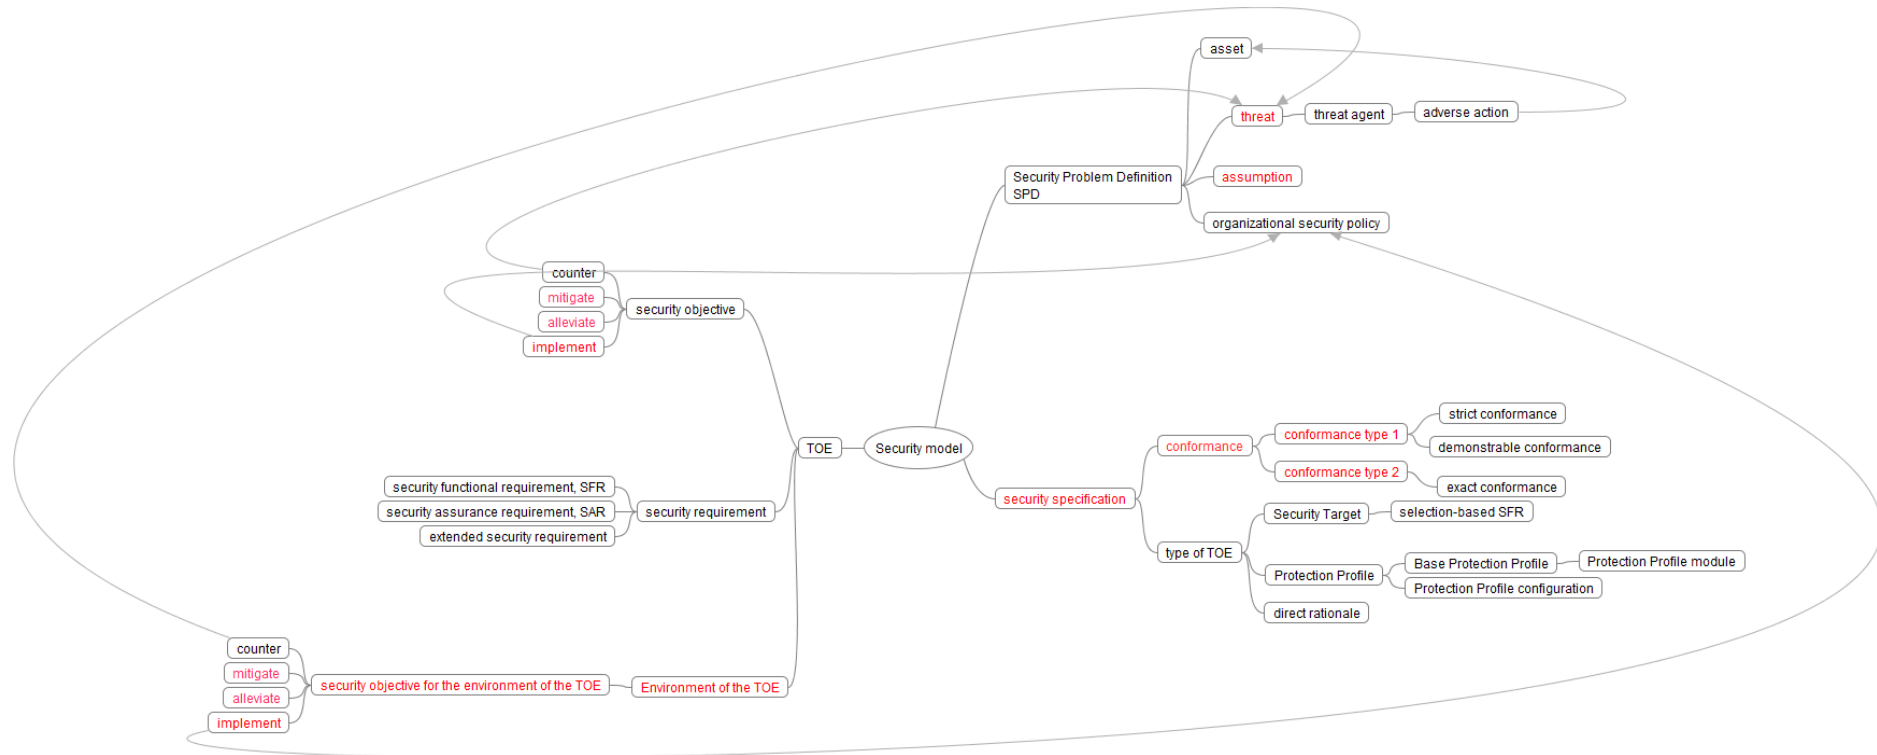 asset
threat
threat agent
adverse action
Security Problem Definition
SPD
assumption
organizational security policy
counter
mitigate
alleviate
implement
security objective
TOE
Security model
security functional requirement, SFR
security assurance requirement, SAR
extended security requirement
security requirement
security specification
conformance
conformance type 1
strict conformance
demonstrable conformance
conformance type 2
exact conformance
type of TOE
Security Target
selection-based SFR
Protection Profile
Base Protection Profile
Protection Profile module
Protection Profile configuration
direct rationale
counter
mitigate
alleviate
implement
security objective for the environment of the TOE
Environment of the TOE